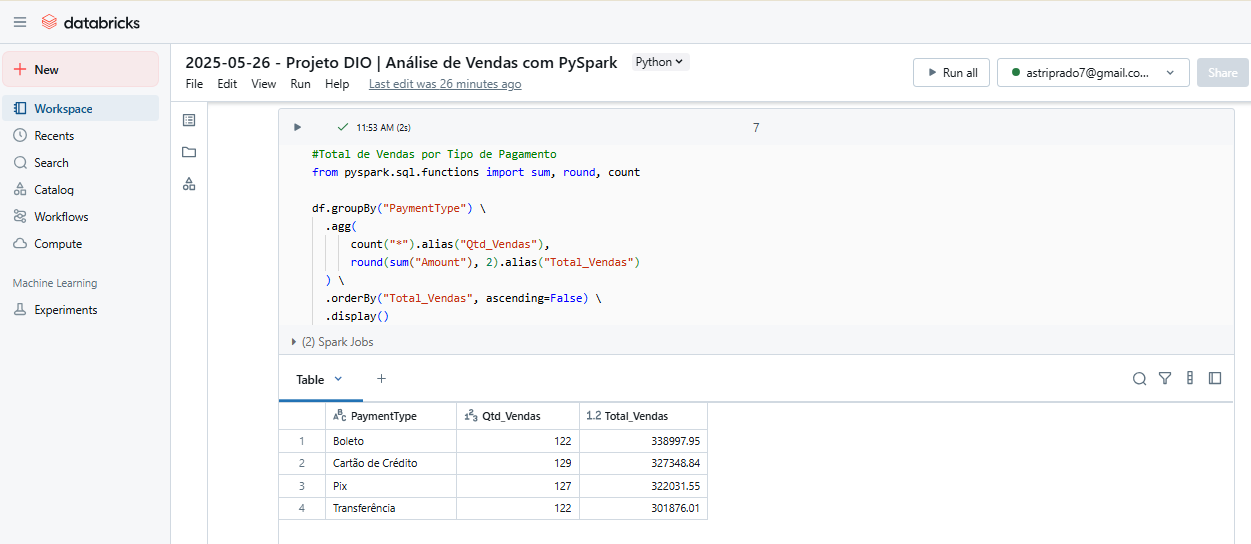 databricks
New
Workspace
Recents
Search
Catalog
Workflows
Compute
Machine Learning
Experiments
2025-05-26 - Projeto DIO | Análise de Vendas com PySpark Python
File Edit View Run Help Last edit was 26 minutes ago
Run all
astriprado7@gmail.co...
Share
11:53 AM (2s) 7
#Total de Vendas por Tipo de Pagamento
from pyspark.sql.functions import sum, round, count
df.groupBy("PaymentType") \
.agg(
count("*").alias("Qtd_Vendas"),
round(sum("Amount"), 2).alias("Total_Vendas")
) \
.orderBy("Total_Vendas", ascending=False) \
.display()
(2) Spark Jobs
Table +
ABC PaymentType 123 Qtd_Vendas 1.2 Total_Vendas
1 Boleto 122 338997.95
2 Cartão de Crédito 129 327348.84
3 Pix 127 322031.55
4 Transferência 122 301876.01